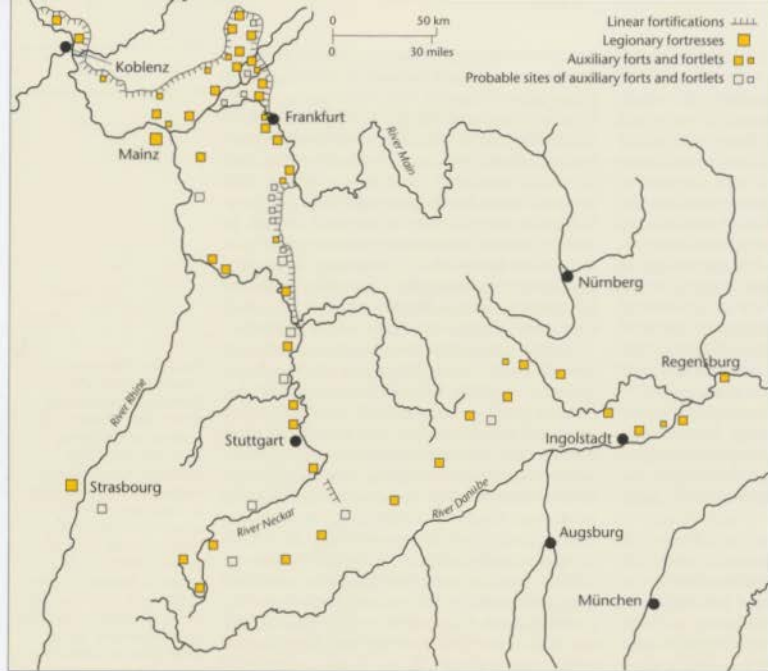 0 50 km
0 30 miles
Linear fortifications
Legionary fortresses
Auxiliary forts and fortlets
Probable sites of auxiliary forts and fortlets
Koblenz
Frankfurt
Mainz
River Main
Nürnberg
Regensburg
River Rhine
Stuttgart
Ingolstadt
Strasbourg
River Neckar
River Danube
Augsburg
München